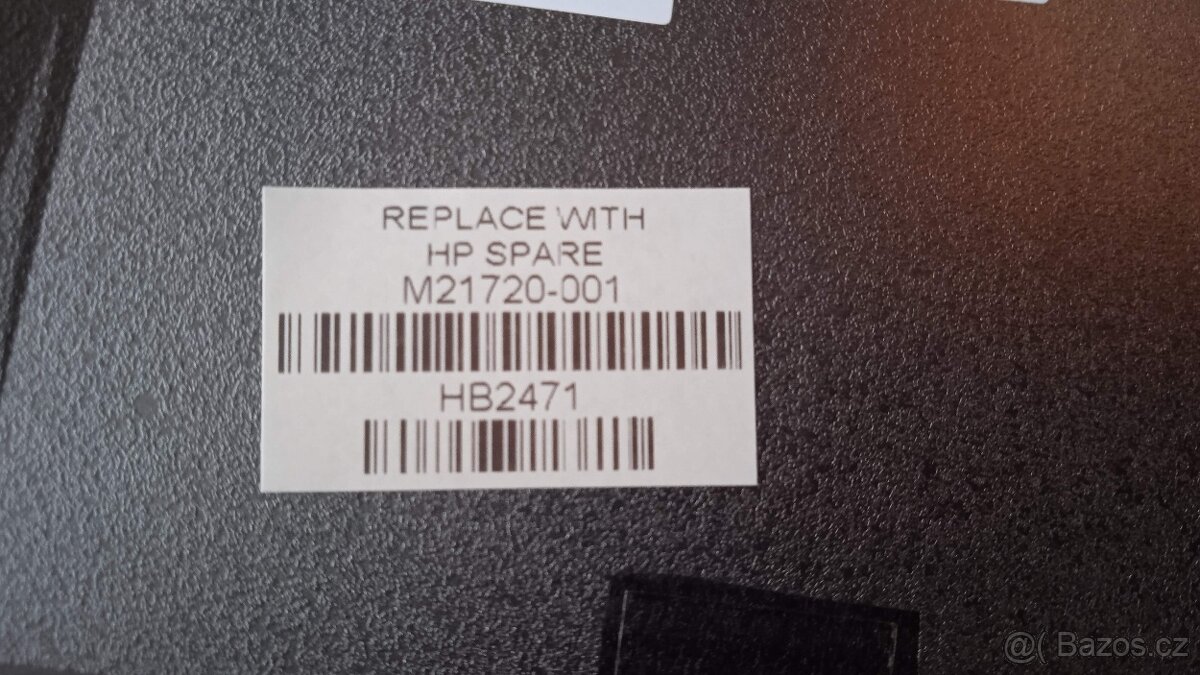 REPLACE WITH
HP SPARE
M21720-001
HB2471
@( Bazos.cz